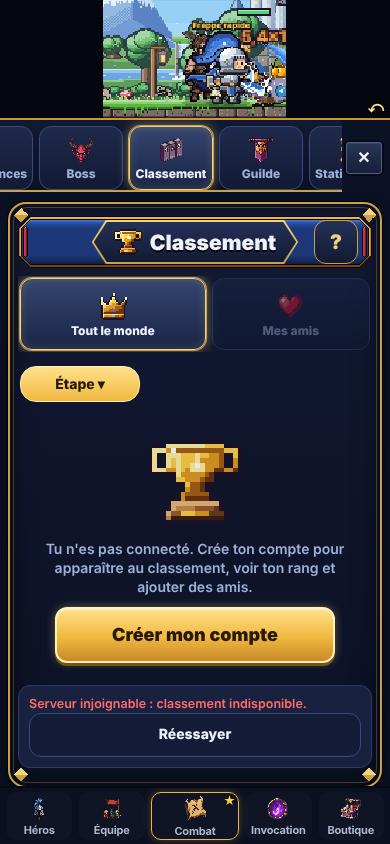 Frappe rapide
nces
Boss
Classement
Guilde
Stati
✕
Classement
?
Tout le monde
Mes amis
Étape ▾
Tu n'es pas connecté. Crée ton compte pour
apparaître au classement, voir ton rang et
ajouter des amis.
Créer mon compte
Serveur injoignable : classement indisponible.
Réessayer
Héros
Équipe
Combat
Invocation
Boutique